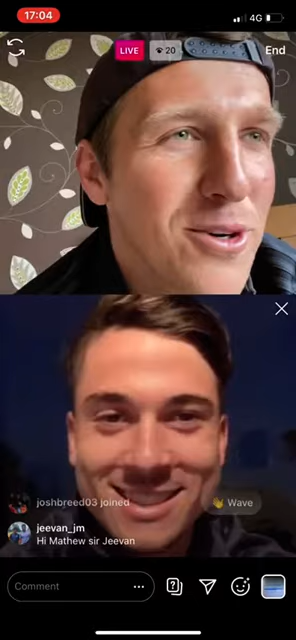 17:04
4G
LIVE
20
End
joshbreed03 joined
Wave
jeevan_jm
Hi Mathew sir Jeevan
Comment